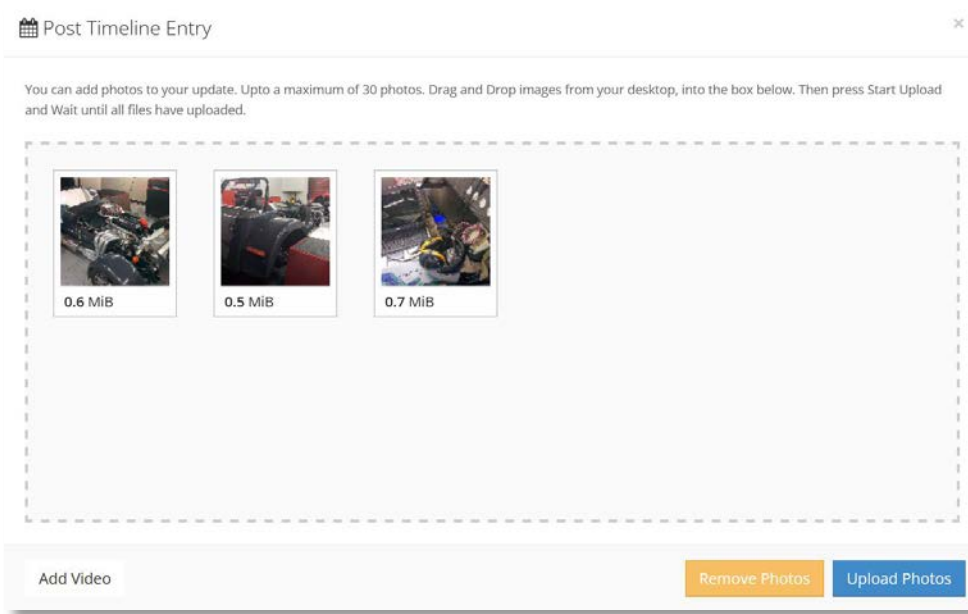 Post Timeline Entry
×
You can add photos to your update. Upto a maximum of 30 photos. Drag and Drop images from your desktop, into the box below. Then press Start Upload
and Wait until all files have uploaded.
0.6 MiB
0.5 MiB
0.7 MiB
Add Video
Remove Photos
Upload Photos